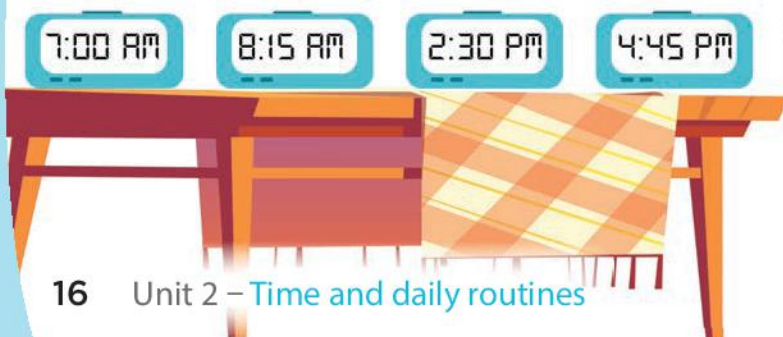 7:00 AM 8:15 AM 2:30 PM 4:45 PM
16 Unit 2 – Time and daily routines